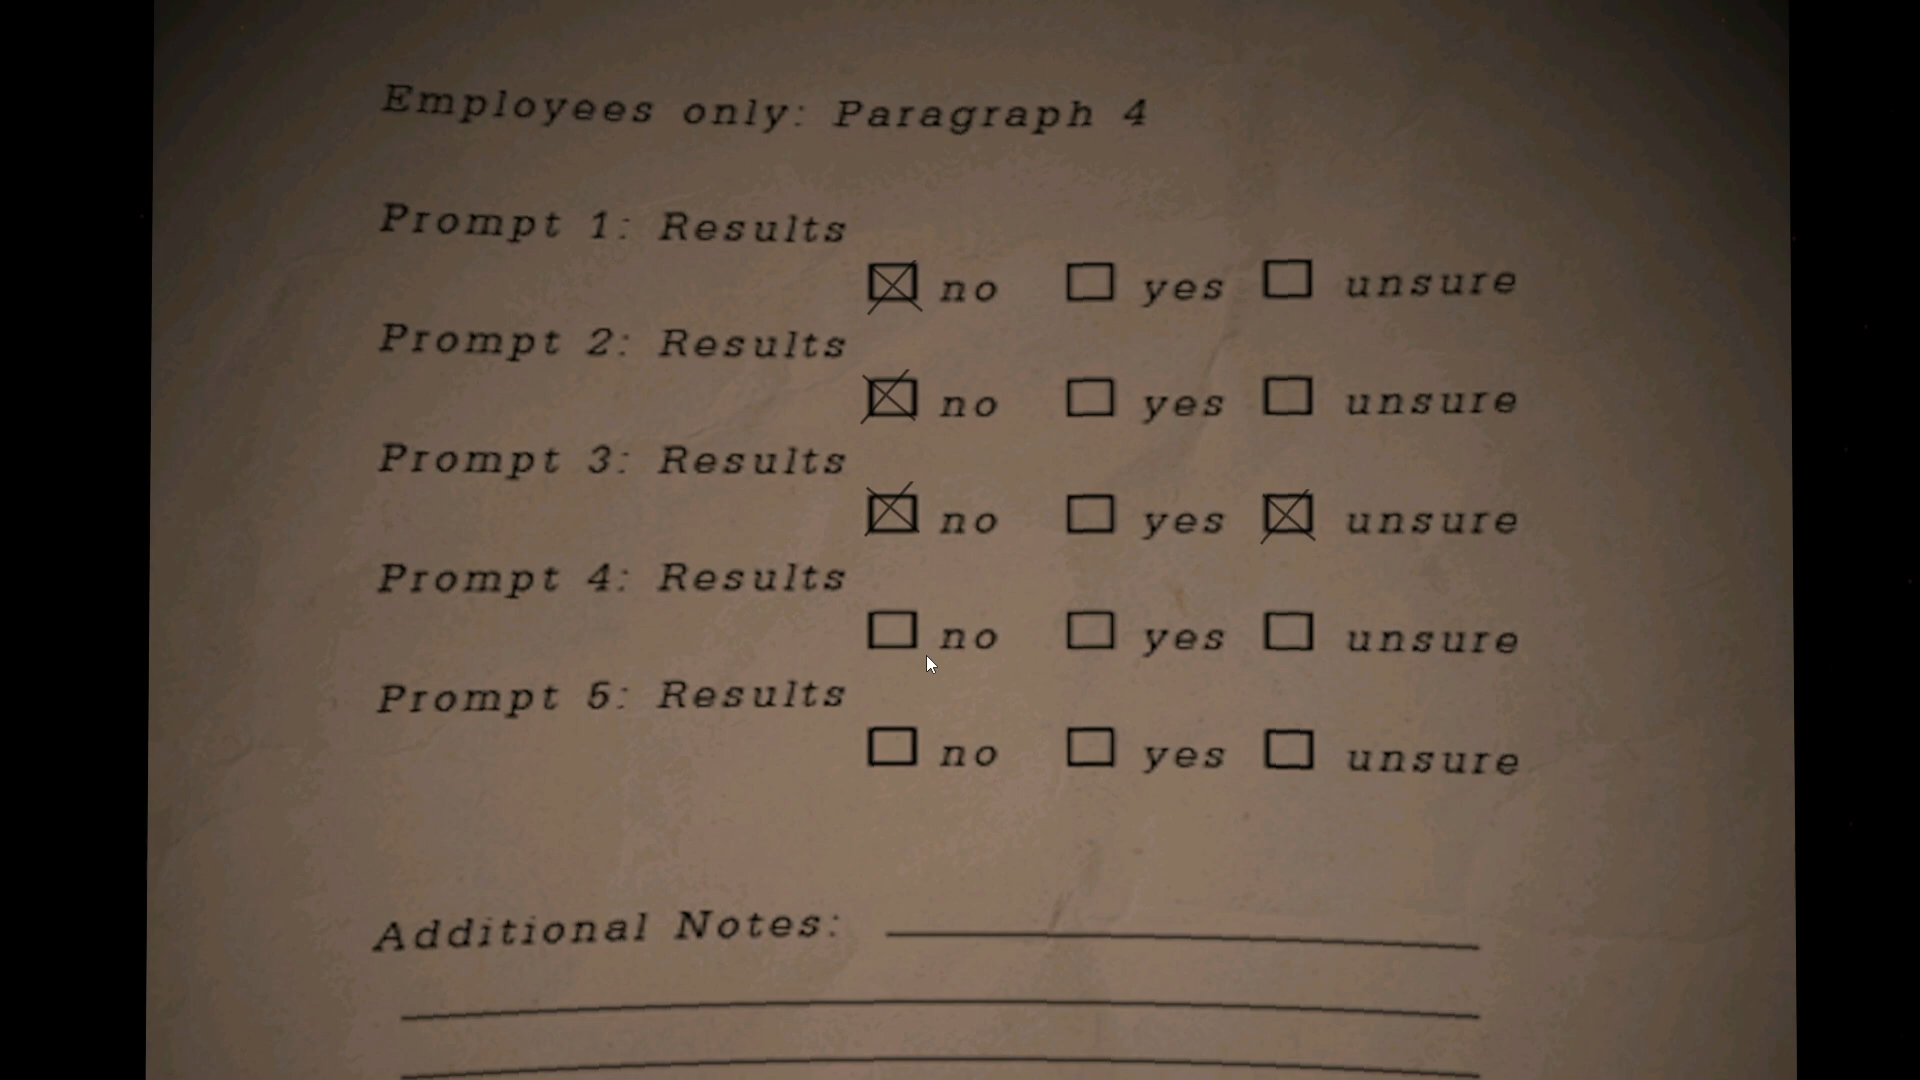 Employees only: Paragraph 4
Prompt 1: Results
no yes unsure
Prompt 2: Results
no yes unsure
Prompt 3: Results
no yes unsure
Prompt 4: Results
no yes unsure
Prompt 5: Results
no yes unsure
Additional Notes: